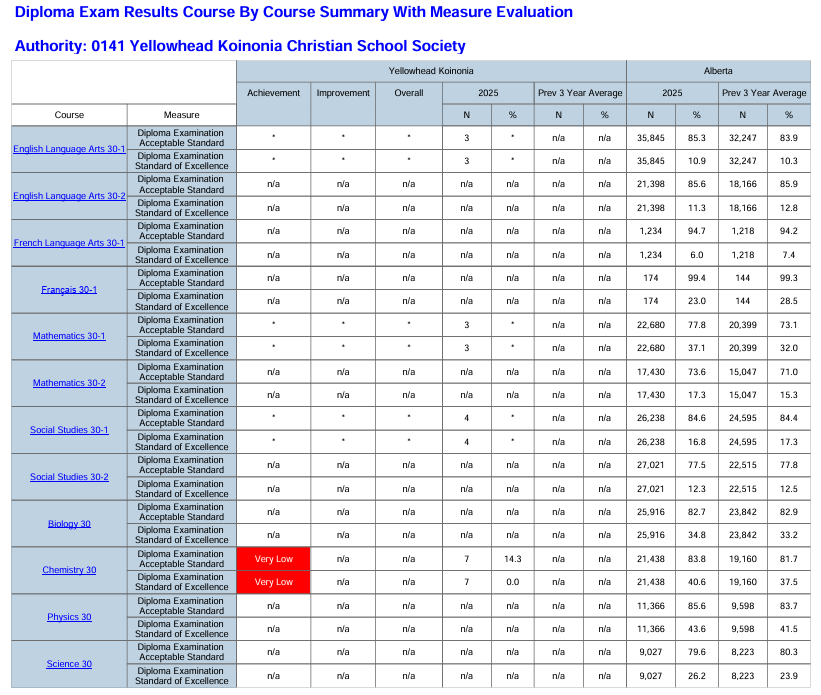 Diploma Exam Results Course By Course Summary With Measure Evaluation
Authority: 0141 Yellowhead Koinonia Christian School Society
Yellowhead Koinonia Alberta
Achievement Improvement Overall 2025 Prev 3 Year Average 2025 Prev 3 Year Average
Course Measure N % N % N % N %
English Language Arts 30-1 Diploma Examination Acceptable Standard * * * 3 * n/a n/a 35,845 85.3 32,247 83.9
Diploma Examination Standard of Excellence * * * 3 * n/a n/a 35,845 10.9 32,247 10.3
English Language Arts 30-2 Diploma Examination Acceptable Standard n/a n/a n/a n/a n/a n/a n/a 21,398 85.6 18,166 85.9
Diploma Examination Standard of Excellence n/a n/a n/a n/a n/a n/a n/a 21,398 11.3 18,166 12.8
French Language Arts 30-1 Diploma Examination Acceptable Standard n/a n/a n/a n/a n/a n/a n/a 1,234 94.7 1,218 94.2
Diploma Examination Standard of Excellence n/a n/a n/a n/a n/a n/a n/a 1,234 6.0 1,218 7.4
Français 30-1 Diploma Examination Acceptable Standard n/a n/a n/a n/a n/a n/a n/a 174 99.4 144 99.3
Diploma Examination Standard of Excellence n/a n/a n/a n/a n/a n/a n/a 174 23.0 144 28.5
Mathematics 30-1 Diploma Examination Acceptable Standard * * * 3 * n/a n/a 22,680 77.8 20,399 73.1
Diploma Examination Standard of Excellence * * * 3 * n/a n/a 22,680 37.1 20,399 32.0
Mathematics 30-2 Diploma Examination Acceptable Standard n/a n/a n/a n/a n/a n/a n/a 17,430 73.6 15,047 71.0
Diploma Examination Standard of Excellence n/a n/a n/a n/a n/a n/a n/a 17,430 17.3 15,047 15.3
Social Studies 30-1 Diploma Examination Acceptable Standard * * * 4 * n/a n/a 26,238 84.6 24,595 84.4
Diploma Examination Standard of Excellence * * * 4 * n/a n/a 26,238 16.8 24,595 17.3
Social Studies 30-2 Diploma Examination Acceptable Standard n/a n/a n/a n/a n/a n/a n/a 27,021 77.5 22,515 77.8
Diploma Examination Standard of Excellence n/a n/a n/a n/a n/a n/a n/a 27,021 12.3 22,515 12.5
Biology 30 Diploma Examination Acceptable Standard n/a n/a n/a n/a n/a n/a n/a 25,916 82.7 23,842 82.9
Diploma Examination Standard of Excellence n/a n/a n/a n/a n/a n/a n/a 25,916 34.8 23,842 33.2
Chemistry 30 Diploma Examination Acceptable Standard Very Low n/a n/a 7 14.3 n/a n/a 21,438 83.8 19,160 81.7
Diploma Examination Standard of Excellence Very Low n/a n/a 7 0.0 n/a n/a 21,438 40.6 19,160 37.5
Physics 30 Diploma Examination Acceptable Standard n/a n/a n/a n/a n/a n/a n/a 11,366 85.6 9,598 83.7
Diploma Examination Standard of Excellence n/a n/a n/a n/a n/a n/a n/a 11,366 43.6 9,598 41.5
Science 30 Diploma Examination Acceptable Standard n/a n/a n/a n/a n/a n/a n/a 9,027 79.6 8,223 80.3
Diploma Examination Standard of Excellence n/a n/a n/a n/a n/a n/a n/a 9,027 26.2 8,223 23.9